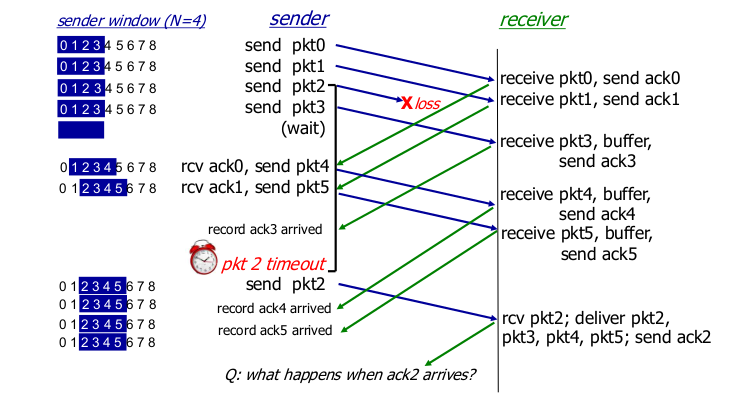 sender window (N=4) sender receiver
0 1 2 3 4 5 6 7 8 send pkt0
0 1 2 3 4 5 6 7 8 send pkt1
0 1 2 3 4 5 6 7 8 send pkt2
0 1 2 3 4 5 6 7 8 send pkt3
(wait)
X loss
receive pkt0, send ack0
receive pkt1, send ack1
receive pkt3, buffer,
send ack3
0 1 2 3 4 5 6 7 8 rcv ack0, send pkt4
0 1 2 3 4 5 6 7 8 rcv ack1, send pkt5
receive pkt4, buffer,
send ack4
receive pkt5, buffer,
send ack5
record ack3 arrived
pkt 2 timeout
0 1 2 3 4 5 6 7 8 send pkt2
0 1 2 3 4 5 6 7 8 record ack4 arrived
0 1 2 3 4 5 6 7 8 record ack5 arrived
0 1 2 3 4 5 6 7 8
rcv pkt2; deliver pkt2,
pkt3, pkt4, pkt5; send ack2
Q: what happens when ack2 arrives?